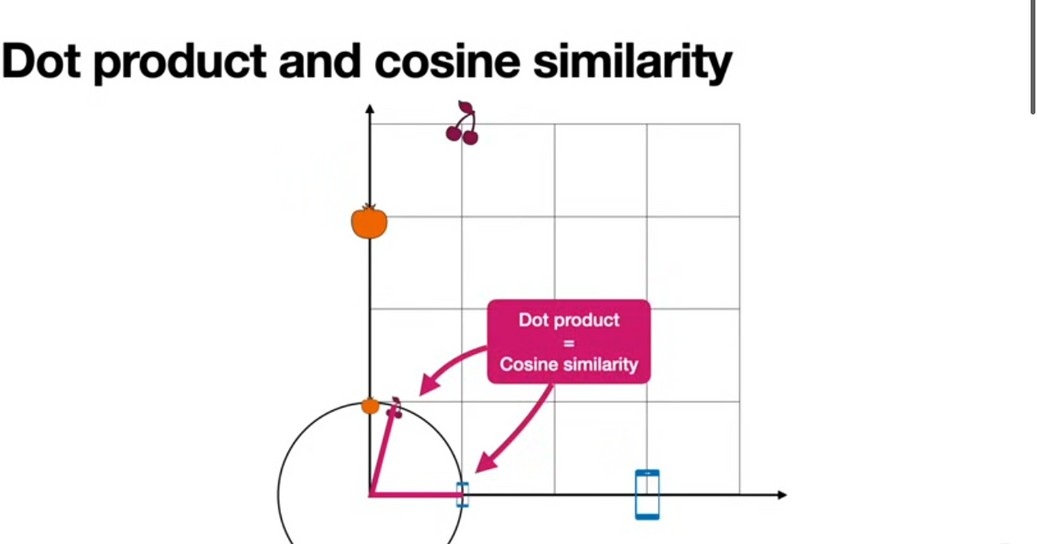 Dot product and cosine similarity
Dot product
=
Cosine similarity